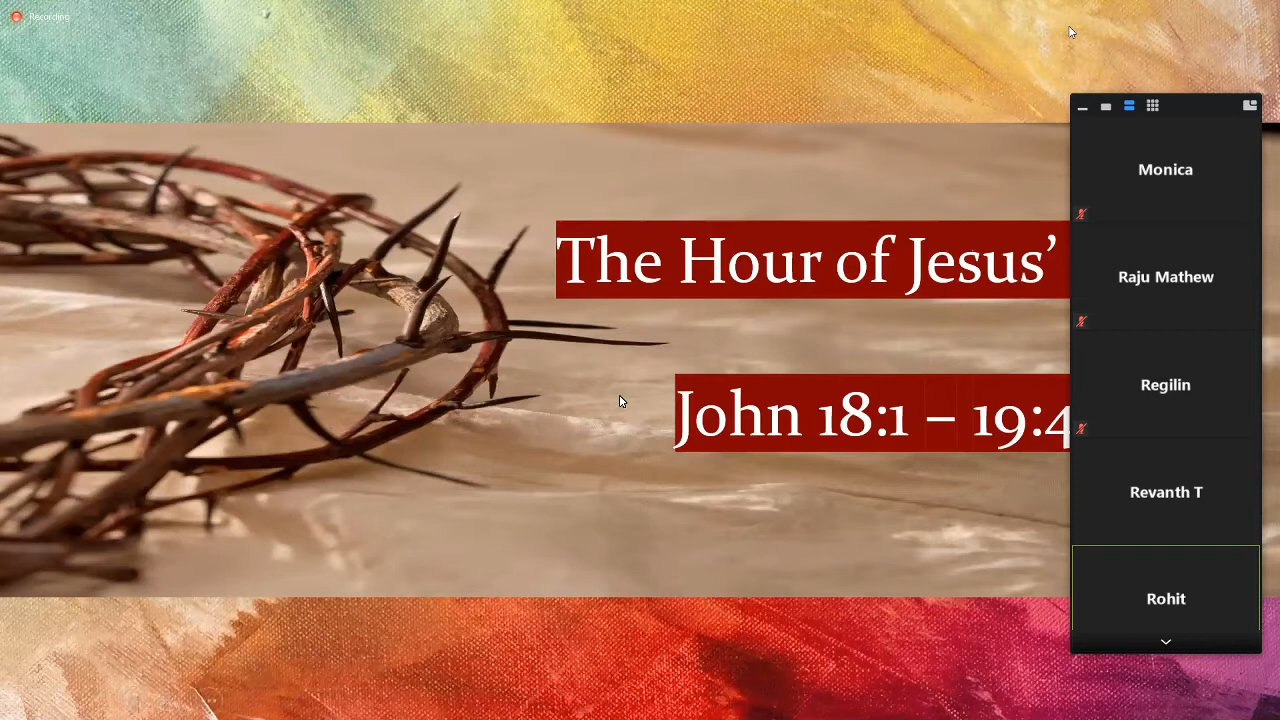 Recording
The Hour of Jesus’
John 18:1 – 19:4
Monica
Raju Mathew
Regilin
Revanth T
Rohit